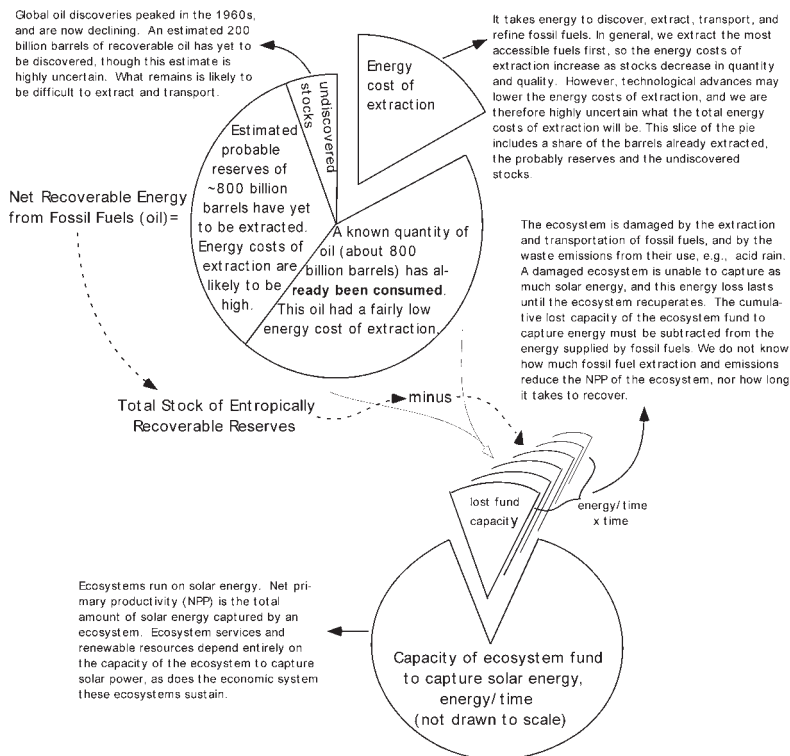 Global oil discoveries peaked in the 1960s,
and are now declining. An estimated 200
billion barrels of recoverable oil has yet to
be discovered, though this estimate is
highly uncertain. What remains is likely to
be difficult to extract and transport.
It takes energy to discover, extract, transport, and
refine fossil fuels. In general, we extract the most
accessible fuels first, so the energy costs of
extraction increase as stocks decrease in quantity
and quality. However, technological advances may
lower the energy costs of extraction, and we are
therefore highly uncertain what the total energy
costs of extraction will be. This slice of the pie
includes a share of the barrels already extracted,
the probably reserves and the undiscovered
stocks.
Energy
cost of
extraction
undiscovered
stocks
Estimated
probable
reserves of
~800 billion
barrels have yet
to be extracted.
Energy costs of
extraction are
likely to be
high.
Net Recoverable Energy
from Fossil Fuels (oil)=
A known quantity of
oil (about 800
billion barrels) has al-
ready been consumed.
This oil had a fairly low
energy cost of extraction.
The ecosystem is damaged by the extraction
and transportation of fossil fuels, and by the
waste emissions from their use, e.g., acid rain.
A damaged ecosystem is unable to capture as
much solar energy, and this energy loss lasts
until the ecosystem recuperates. The cumula-
tive lost capacity of the ecosystem fund to
capture energy must be subtracted from the
energy supplied by fossil fuels. We do not know
how much fossil fuel extraction and emissions
reduce the NPP of the ecosystem, nor how long
it takes to recover.
Total Stock of Entropically
Recoverable Reserves
minus
lost fund
capacity
energy/time
x time
Ecosystems run on solar energy. Net pri-
mary productivity (NPP) is the total
amount of solar energy captured by an
ecosystem. Ecosystem services and
renewable resources depend entirely on
the capacity of the ecosystem to capture
solar power, as does the economic system
these ecosystems sustain.
Capacity of ecosystem fund
to capture solar energy,
energy/time
(not drawn to scale)